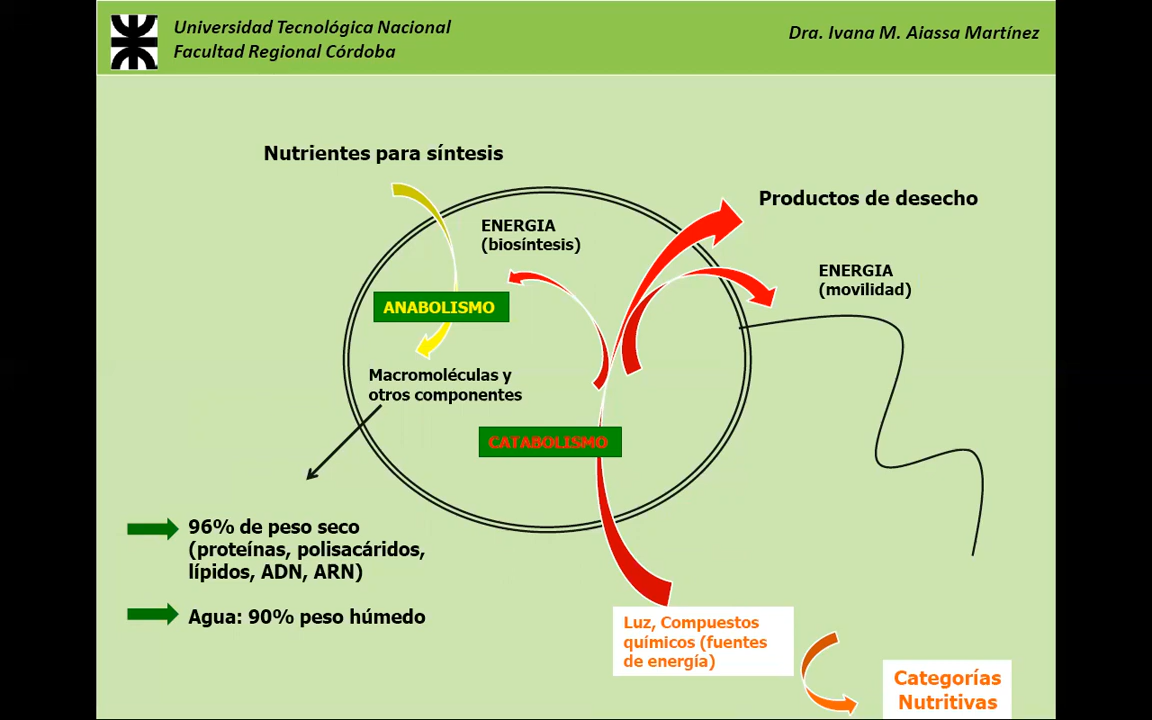 Universidad Tecnológica Nacional
Facultad Regional Córdoba
Dra. Ivana M. Aiassa Martínez
Nutrientes para síntesis
Productos de desecho
ENERGIA
(biosíntesis)
ENERGIA
(movilidad)
ANABOLISMO
Macromoléculas y
otros componentes
CATABOLISMO
96% de peso seco
(proteínas, polisacáridos,
lípidos, ADN, ARN)
Agua: 90% peso húmedo
Luz, Compuestos
químicos (fuentes
de energía)
Categorías
Nutritivas